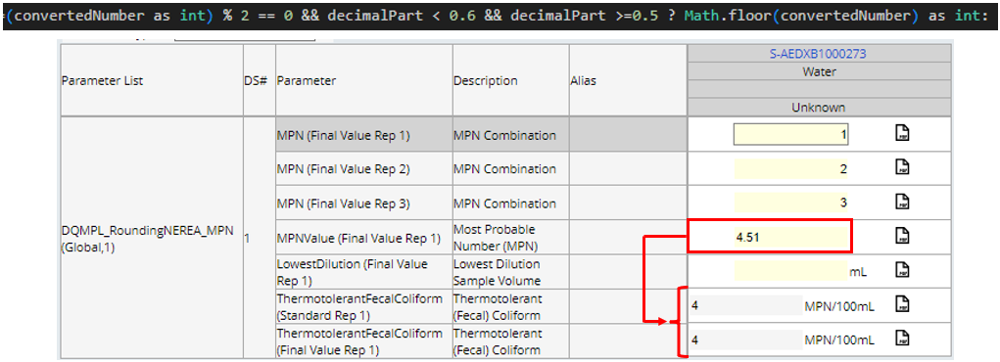 =(convertedNumber as int) % 2 == 0 && decimalPart < 0.6 && decimalPart >=0.5 ? Math.floor(convertedNumber) as int:
S-AEDXB1000273
Water
Unknown
Parameter List DS# Parameter Description Alias
MPN (Final Value Rep 1) MPN Combination 1
MPN (Final Value Rep 2) MPN Combination 2
MPN (Final Value Rep 3) MPN Combination 3
DQMPL_RoundingNEREA_MPN
(Global,1)
1
MPNValue (Final Value Rep 1)
Most Probable
Number (MPN)
4.51
LowestDilution (Final Value
Rep 1)
Lowest Dilution
Sample Volume
mL
ThermotolerantFecalColiform
(Standard Rep 1)
Thermotolerant
(Fecal) Coliform
4 MPN/100mL
ThermotolerantFecalColiform
(Final Value Rep 1)
Thermotolerant
(Fecal) Coliform
4 MPN/100mL